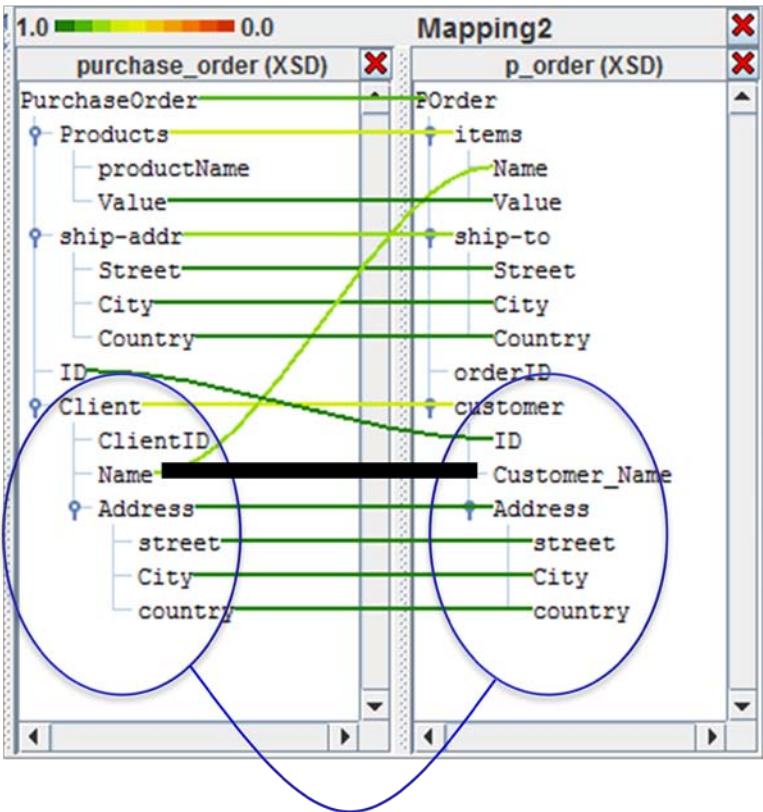 1.0 0.0 Mapping2
purchase_order (XSD) p_order (XSD)
PurchaseOrder POrder
Products items
productName Name
Value Value
ship-addr ship-to
Street Street
City City
Country Country
ID orderID
Client customer
ClientID ID
Name Customer_Name
Address Address
street street
City City
country country